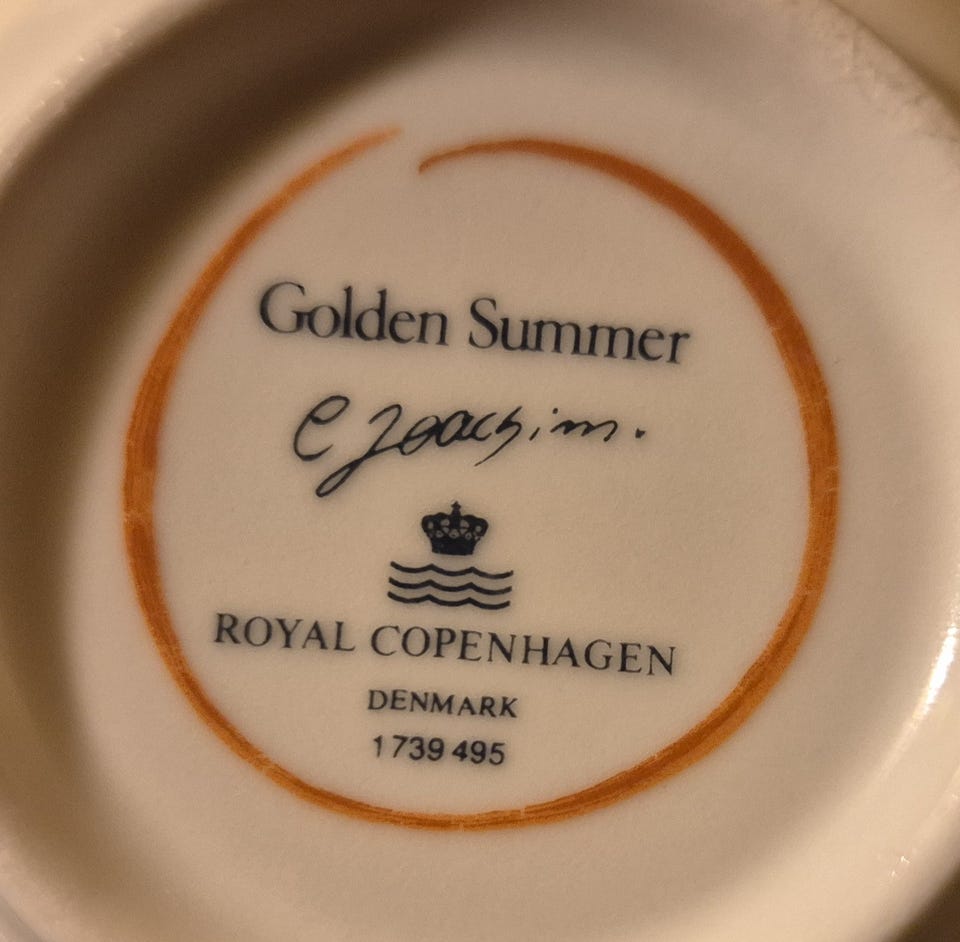 Golden Summer
C Joachim.
ROYAL COPENHAGEN
DENMARK
1739 495